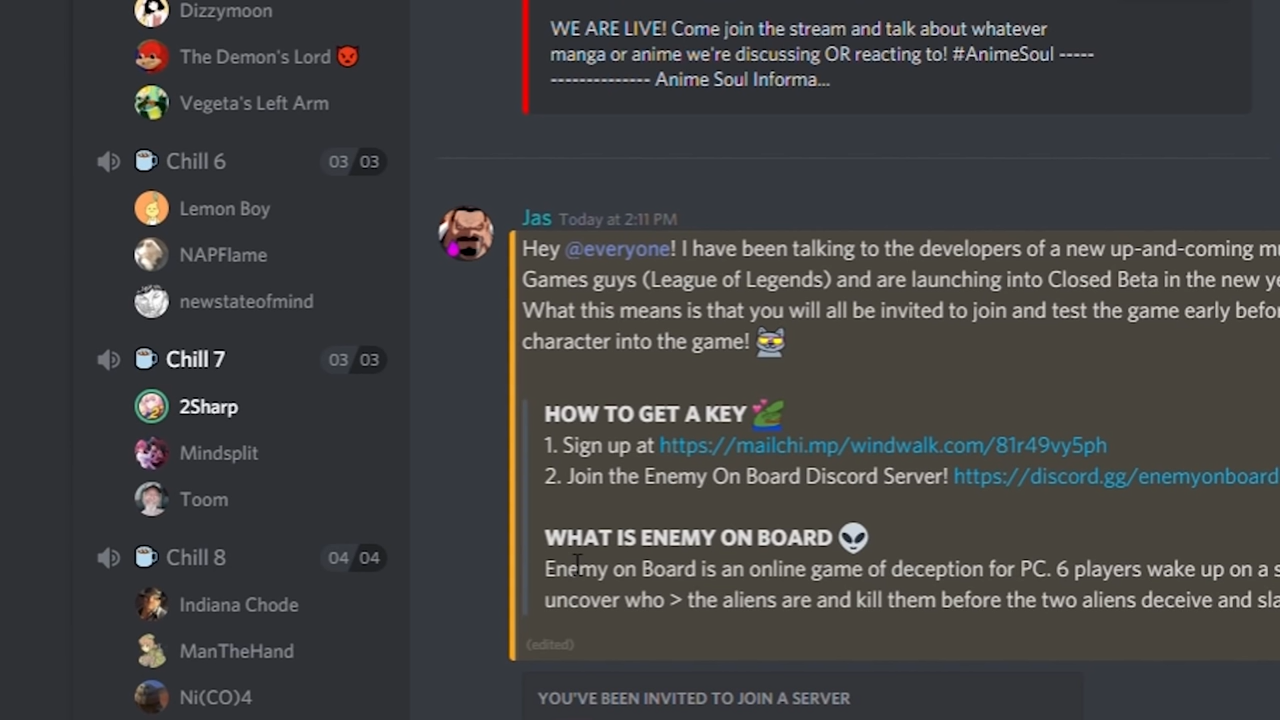 Dizzymoon
The Demon's Lord 👿
Vegeta's Left Arm
Chill 6 03 03
Lemon Boy
NAPFlame
newstateofmind
Chill 7 03 03
2Sharp
Mindsplit
Toom
Chill 8 04 04
Indiana Chode
ManTheHand
Ni(CO)4
WE ARE LIVE! Come join the stream and talk about whatever
manga or anime we're discussing OR reacting to! #AnimeSoul -----
--------------- Anime Soul Informa...
Jas Today at 2:11 PM
Hey @everyone! I have been talking to the developers of a new up-and-coming
Games guys (League of Legends) and are launching into Closed Beta in the new
What this means is that you will all be invited to join and test the game early
character into the game!
HOW TO GET A KEY
1. Sign up at https://mailchi.mp/windwalk.com/81r49vy5ph
2. Join the Enemy On Board Discord Server! https://discord.gg/enemyonboard
WHAT IS ENEMY ON BOARD 👽
Enemy on Board is an online game of deception for PC. 6 players wake up on a
uncover who > the aliens are and kill them before the two aliens deceive and
(edited)
YOU'VE BEEN INVITED TO JOIN A SERVER